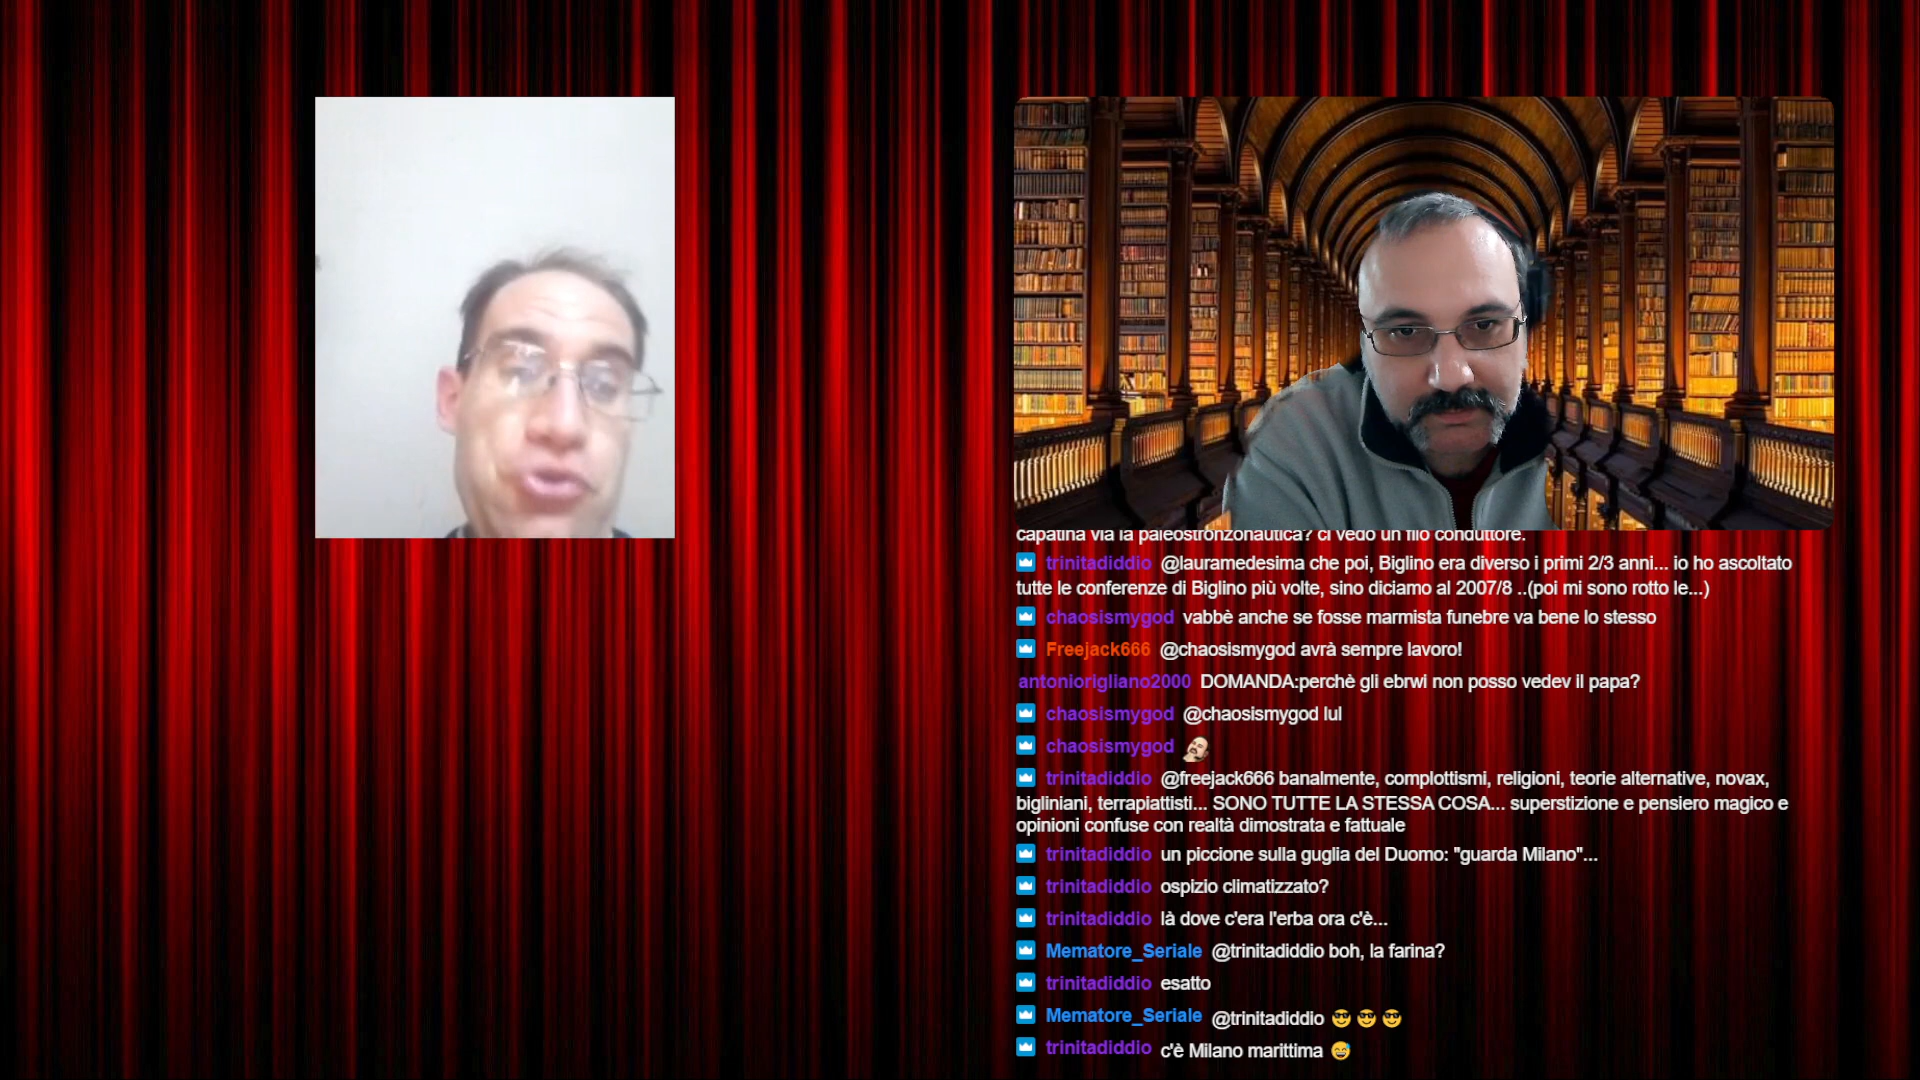 capatina via la paleostronzonautica? ci vedo un filo conduttore.
trinitadiddio @lauramedesima che poi, Biglino era diverso i primi 2/3 anni... io ho ascoltato
tutte le conferenze di Biglino più volte, sino diciamo al 2007/8 ..(poi mi sono rotto le...)
chaosismygod vabbè anche se fosse marmista funebre va bene lo stesso
Freejack666 @chaosismygod avrà sempre lavoro!
antoniorigliano2000 DOMANDA:perchè gli ebrwi non posso vedev il papa?
chaosismygod @chaosismygod lul
chaosismygod
trinitadiddio @freejack666 banalmente, complottismi, religioni, teorie alternative, novax,
bigliniani, terrapiattisti... SONO TUTTE LA STESSA COSA... superstizione e pensiero magico e
opinioni confuse con realtà dimostrata e fattuale
trinitadiddio un piccione sulla guglia del Duomo: "guarda Milano"...
trinitadiddio ospizio climatizzato?
trinitadiddio là dove c'era l'erba ora c'è...
Mematore_Seriale @trinitadiddio boh, la farina?
trinitadiddio esatto
Mematore_Seriale @trinitadiddio 😎 😎 😎
trinitadiddio c'è Milano marittima 😅